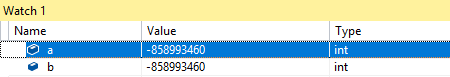 Watch 1
Name Value Type
a -858993460 int
b -858993460 int